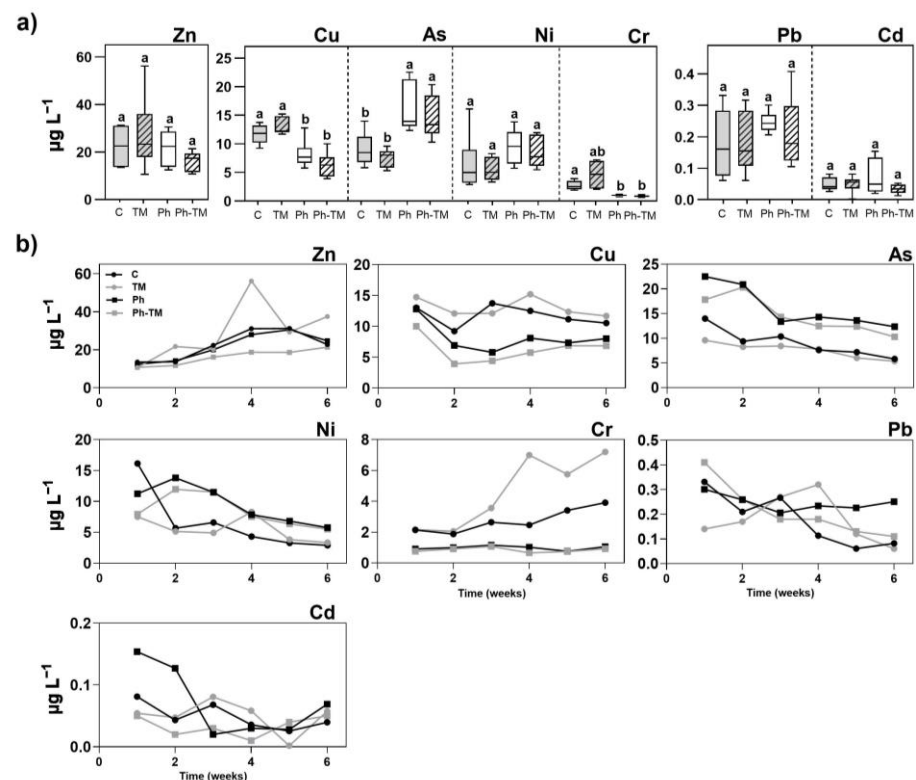 a)
Zn Cu As Ni Cr Pb Cd
µg L⁻¹
60
40
20
0
a a a a
C TM Ph Ph-TM
25
20
15
10
5
0
a a b b
C TM Ph Ph-TM
b b a a
C TM Ph Ph-TM
a a a a
C TM Ph Ph-TM
a ab b b
C TM Ph Ph-TM
0.4
0.3
0.2
0.1
0.0
a a a a
C TM Ph Ph-TM
a a a a
C TM Ph Ph-TM
b)
Zn
µg L⁻¹
60
40
20
0
C
TM
Ph
Ph-TM
0 2 4 6
Cu
20
15
10
5
0
0 2 4 6
As
25
20
15
10
5
0
0 2 4 6
Ni
µg L⁻¹
20
15
10
5
0
0 2 4 6
Cr
8
6
4
2
0
0 2 4 6
Time (weeks)
Pb
0.5
0.4
0.3
0.2
0.1
0.0
0 2 4 6
Time (weeks)
Cd
µg L⁻¹
0.2
0.1
0.0
0 2 4 6
Time (weeks)